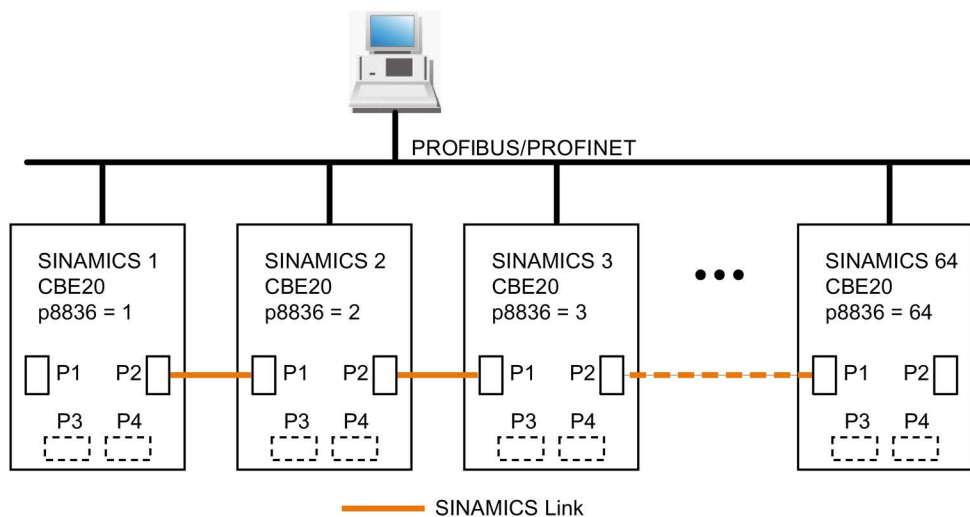 PROFIBUS/PROFINET
SINAMICS 1
CBE20
p8836 = 1
P1
P2
P3
P4
SINAMICS 2
CBE20
p8836 = 2
P1
P2
P3
P4
SINAMICS 3
CBE20
p8836 = 3
P1
P2
P3
P4
SINAMICS 64
CBE20
p8836 = 64
P1
P2
P3
P4
SINAMICS Link